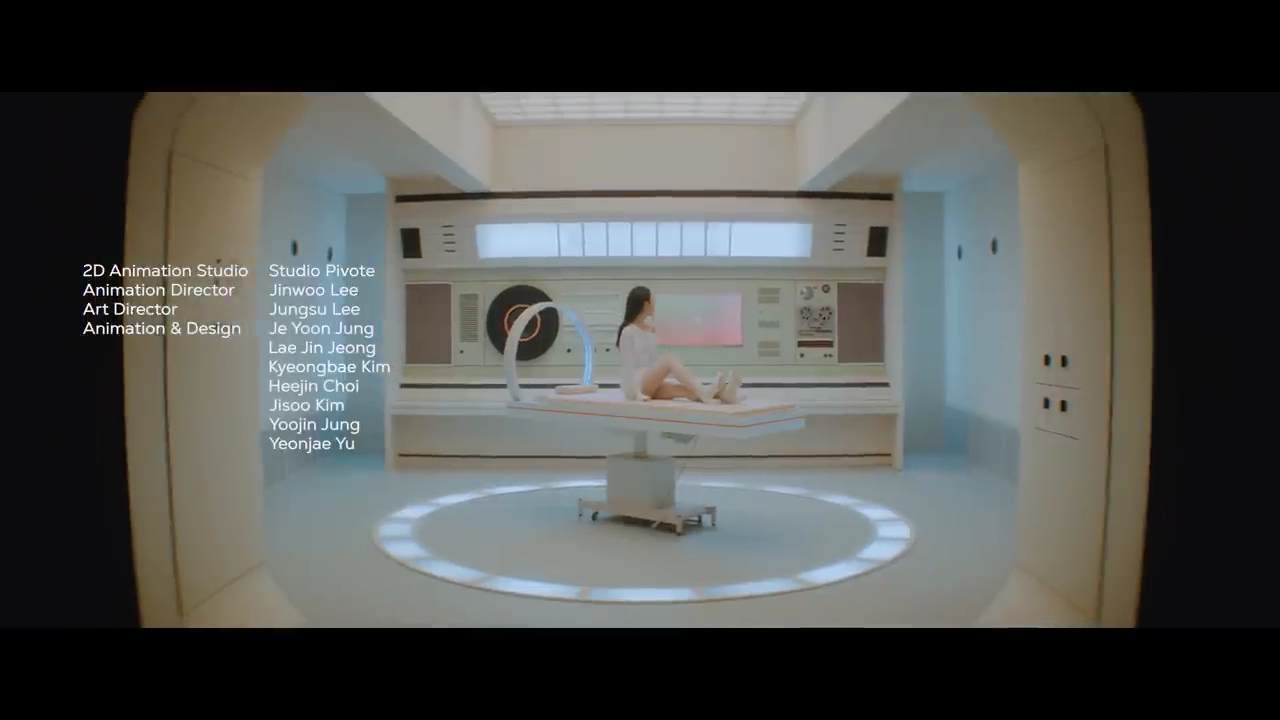 2D Animation Studio Studio Pivote
Animation Director Jinwoo Lee
Art Director Jungsu Lee
Animation & Design Je Yoon Jung
Lae Jin Jeong
Kyeongbae Kim
Heejin Choi
Jisoo Kim
Yoojin Jung
Yeonjae Yu